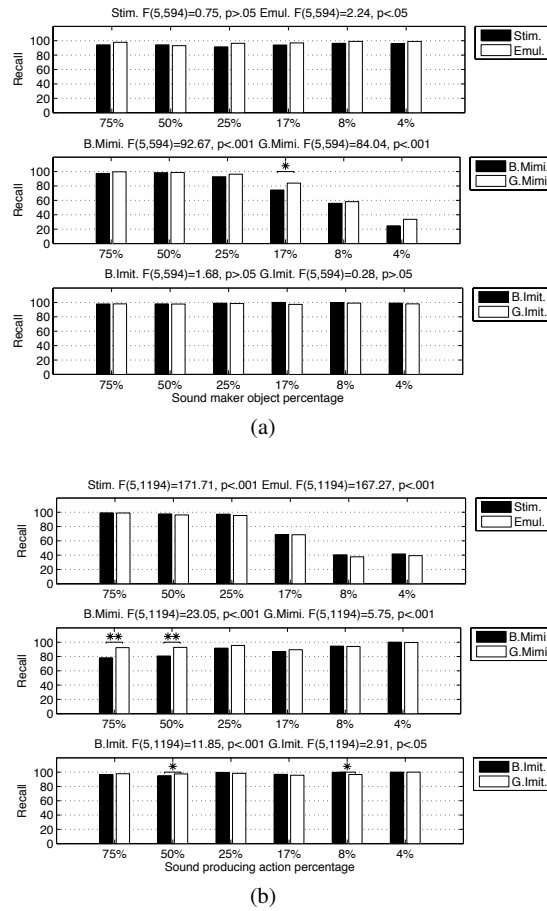 Stim. F(5,594)=0.75, p>.05 Emul. F(5,594)=2.24, p<.05
Recall
100
80
60
40
20
0
75% 50% 25% 17% 8% 4%
Stim.
Emul.
B.Mimi. F(5,594)=92.67, p<.001 G.Mimi. F(5,594)=84.04, p<.001
*
Recall
100
80
60
40
20
0
75% 50% 25% 17% 8% 4%
B.Mimi.
G.Mimi.
B.Imit. F(5,594)=1.68, p>.05 G.Imit. F(5,594)=0.28, p>.05
Recall
100
80
60
40
20
0
75% 50% 25% 17% 8% 4%
B.Imit.
G.Imit.
Sound maker object percentage
(a)
Stim. F(5,1194)=171.71, p<.001 Emul. F(5,1194)=167.27, p<.001
Recall
100
80
60
40
20
0
75% 50% 25% 17% 8% 4%
Stim.
Emul.
B.Mimi. F(5,1194)=23.05, p<.001 G.Mimi. F(5,1194)=5.75, p<.001
** **
Recall
100
80
60
40
20
0
75% 50% 25% 17% 8% 4%
B.Mimi
G.Mimi.
B.Imit. F(5,1194)=11.85, p<.001 G.Imit. F(5,1194)=2.91, p<.05
* *
Recall
100
80
60
40
20
0
75% 50% 25% 17% 8% 4%
B.Imit.
G.Imit.
Sound producing action percentage
(b)